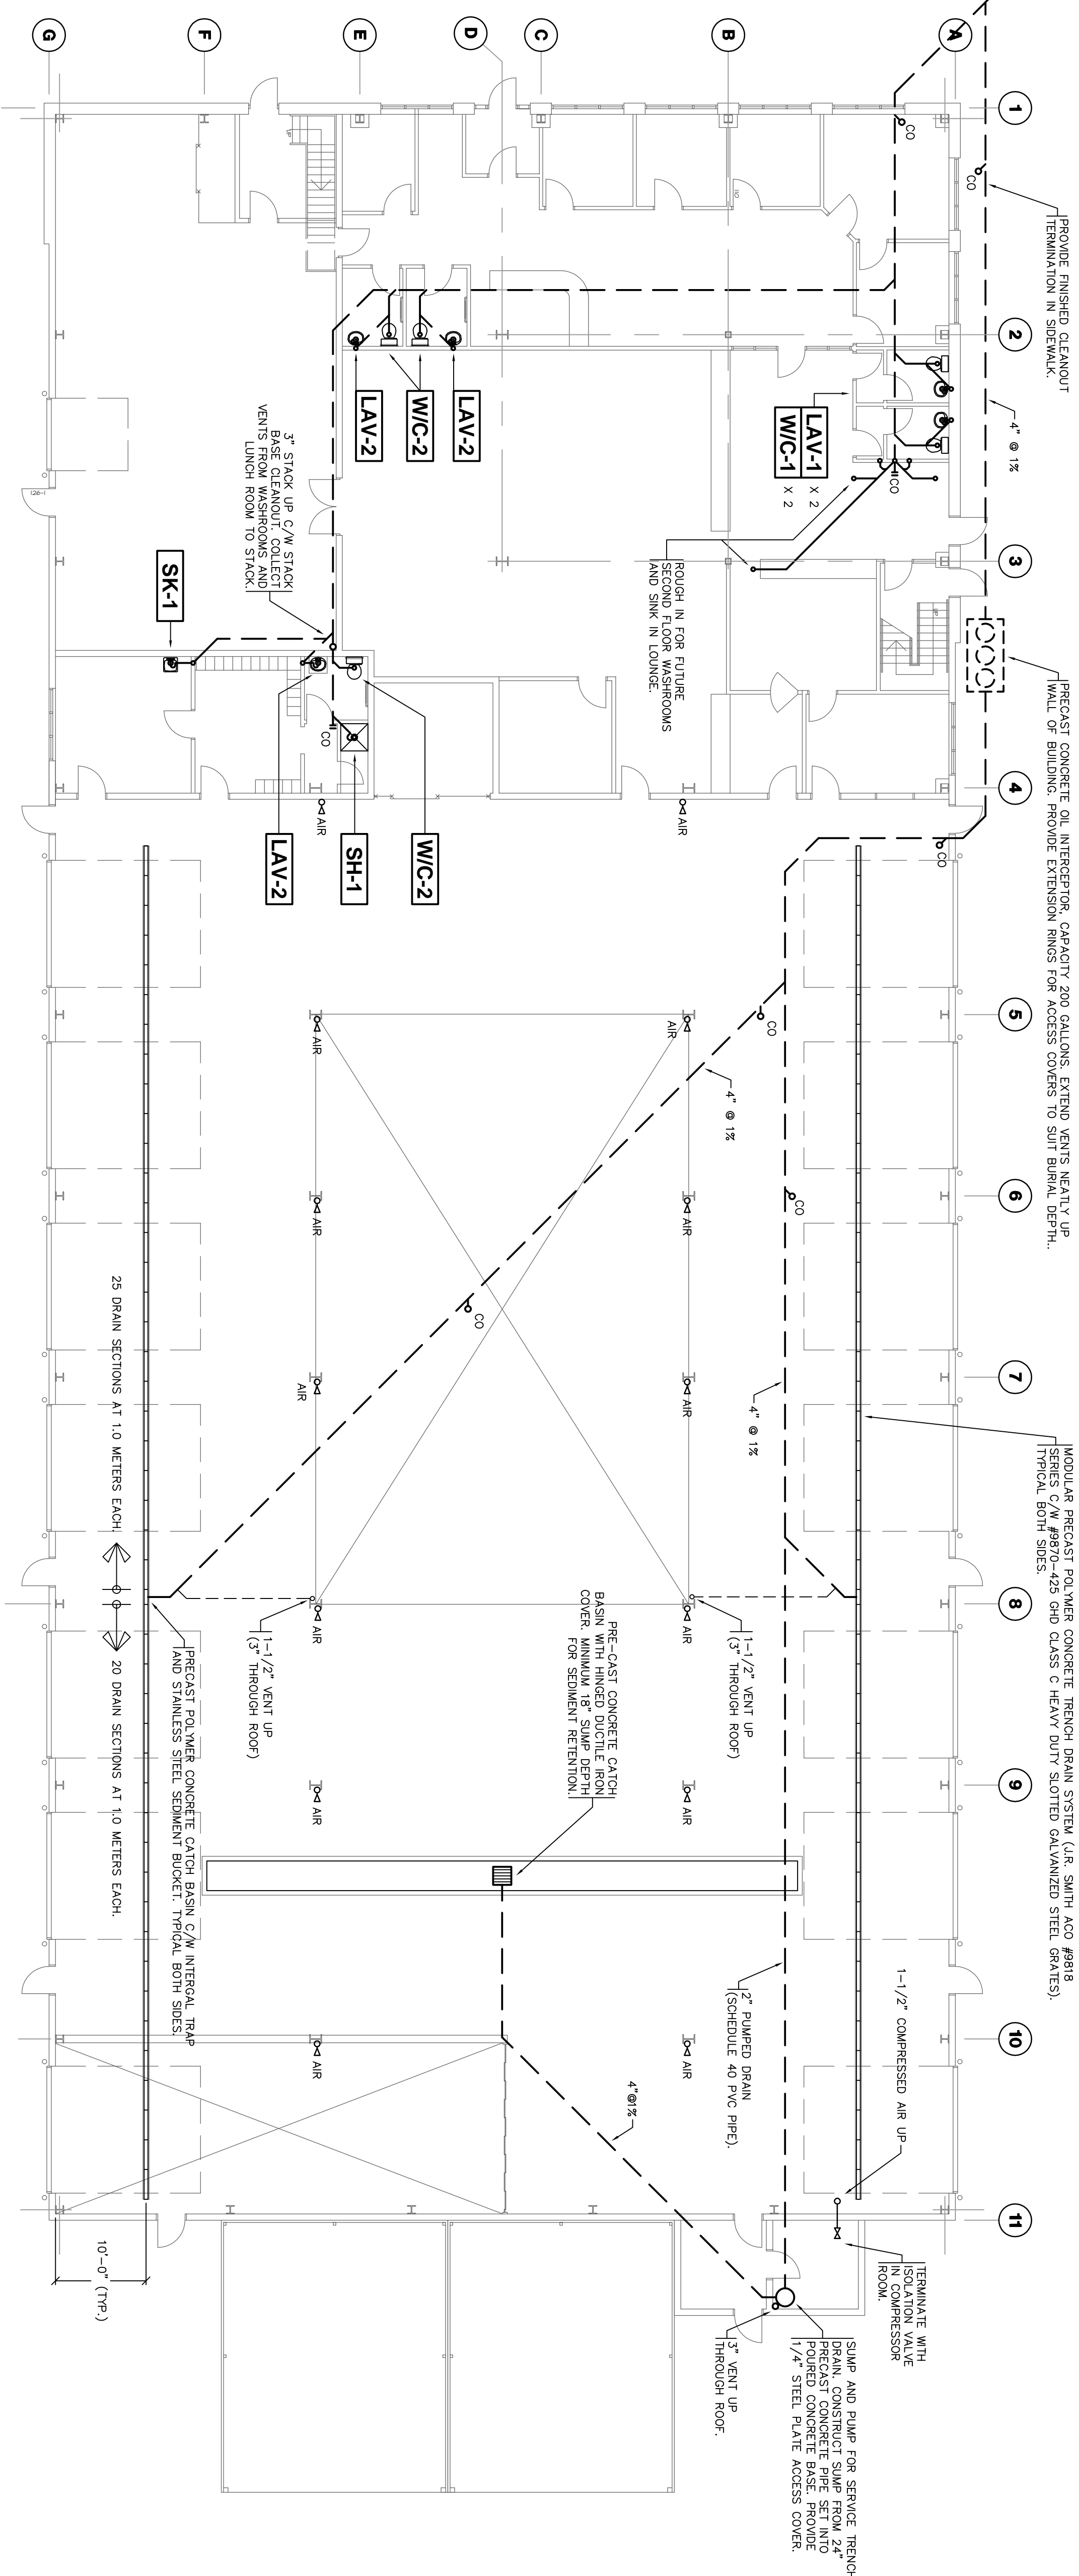 G
F
E
D
C
B
A
1
2
3
4
5
6
7
8
9
10
11
PROVIDE FINISHED CLEANOUT
TERMINATION IN SIDEWALK.
4" @ 1%
PRECAST CONCRETE OIL INTERCEPTOR, CAPACITY 200 GALLONS. EXTEND VENTS NEATLY UP
WALL OF BUILDING. PROVIDE EXTENSION RINGS FOR ACCESS COVERS TO SUIT BURIAL DEPTH..
MODULAR PRECAST POLYMER CONCRETE TRENCH DRAIN SYSTEM (J.R. SMITH ACO #9818
SERIES C/W #9870-425 GHD CLASS C HEAVY DUTY SLOTTED GALVANIZED STEEL GRATES).
TYPICAL BOTH SIDES.
CO
CO
CO
CO
CO
CO
CO
CO
UP
UP
110
126-1
LAV-1 X 2
W/C-1 X 2
ROUGH IN FOR FUTURE
SECOND FLOOR WASHROOMS
AND SINK IN LOUNGE.
LAV-2
W/C-2
LAV-2
3" STACK UP C/W STACK
BASE CLEANOUT. COLLECT
VENTS FROM WASHROOMS AND
LUNCH ROOM TO STACK.
SK-1
W/C-2
SH-1
LAV-2
AIR
AIR
AIR
AIR
AIR
AIR
AIR
AIR
AIR
AIR
AIR
AIR
AIR
AIR
4" @ 1%
4" @ 1%
1-1/2" VENT UP
(3" THROUGH ROOF)
1-1/2" VENT UP
(3" THROUGH ROOF)
PRE-CAST CONCRETE CATCH
BASIN WITH HINGED DUCTILE IRON
COVER. MINIMUM 18" SUMP DEPTH
FOR SEDIMENT RETENTION.
25 DRAIN SECTIONS AT 1.0 METERS EACH.
20 DRAIN SECTIONS AT 1.0 METERS EACH.
PRECAST POLYMER CONCRETE CATCH BASIN C/W INTERGAL TRAP
AND STAINLESS STEEL SEDIMENT BUCKET. TYPICAL BOTH SIDES.
2" PUMPED DRAIN
(SCHEDULE 40 PVC PIPE).
1-1/2" COMPRESSED AIR UP
4"@1%
10'-0" (TYP.)
TERMINATE WITH
ISOLATION VALVE
IN COMPRESSOR
ROOM.
SUMP AND PUMP FOR SERVICE TRENCH
DRAIN. CONSTRUCT SUMP FROM 24"
PRECAST CONCRETE PIPE SET INTO
POURED CONCRETE BASE. PROVIDE
1/4" STEEL PLATE ACCESS COVER.
3" VENT UP
THROUGH ROOF.